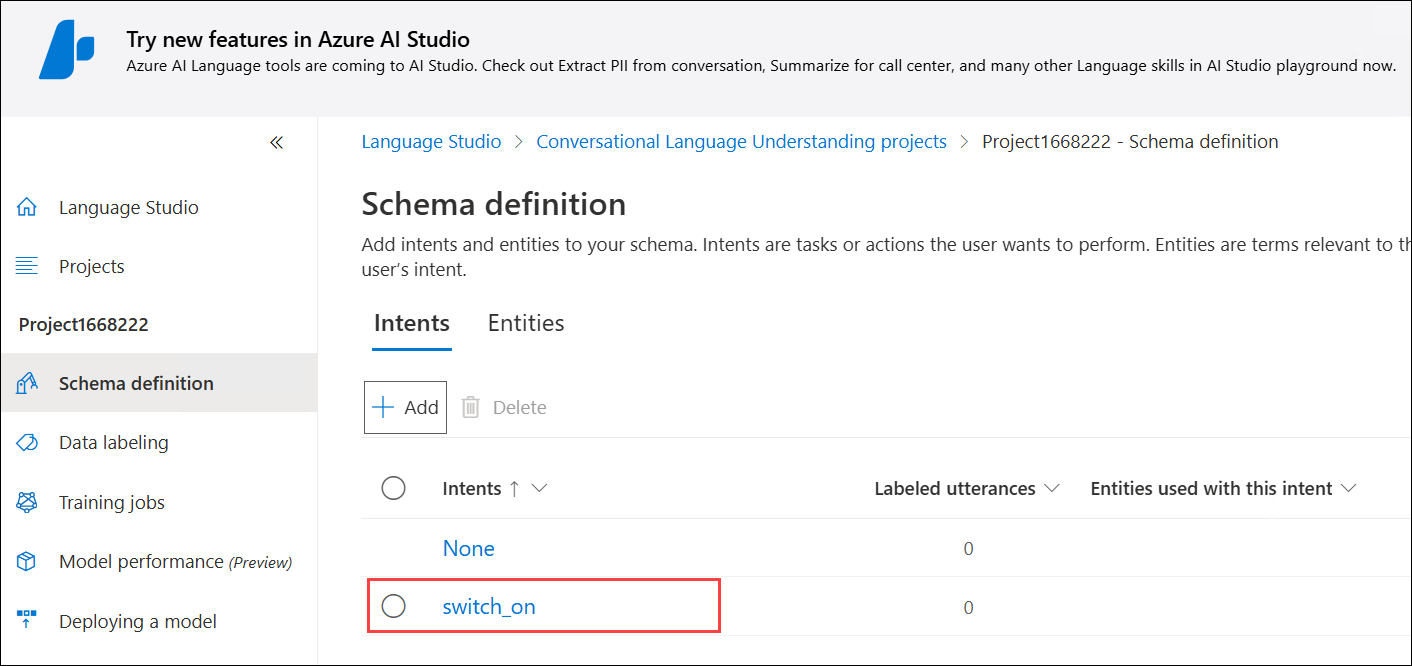 Try new features in Azure AI Studio
Azure AI Language tools are coming to AI Studio. Check out Extract PII from conversation, Summarize for call center, and many other Language skills in AI Studio playground now.
Language Studio
Projects
Project1668222
Schema definition
Data labeling
Training jobs
Model performance (Preview)
Deploying a model
Language Studio > Conversational Language Understanding projects > Project1668222 - Schema definition
Schema definition
Add intents and entities to your schema. Intents are tasks or actions the user wants to perform. Entities are terms relevant to th
user’s intent.
Intents Entities
Add Delete
Intents ↑ Labeled utterances Entities used with this intent
None 0
switch_on 0